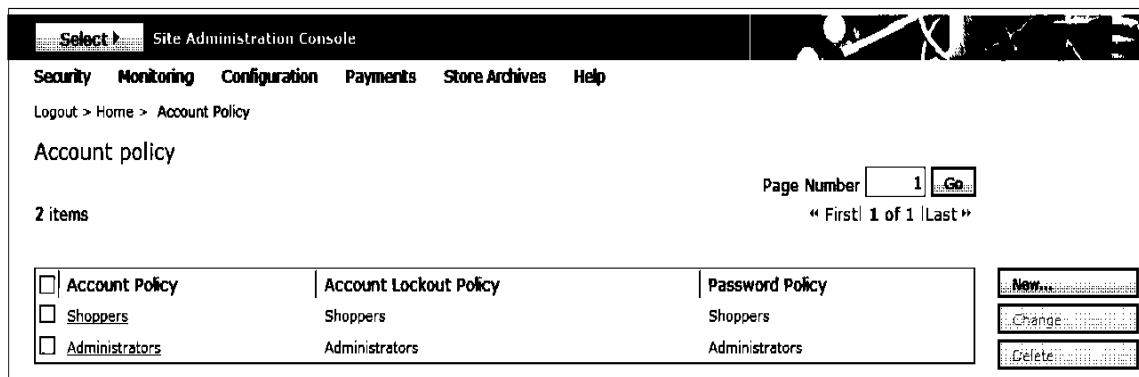 Select Site Administration Console
Security Monitoring Configuration Payments Store Archives Help
Logout > Home > Account Policy
Account policy
Page Number 1 Go
2 items
« First| 1 of 1 |Last »
Account Policy Account Lockout Policy Password Policy New...
Shoppers Shoppers Shoppers Change
Administrators Administrators Administrators Delete